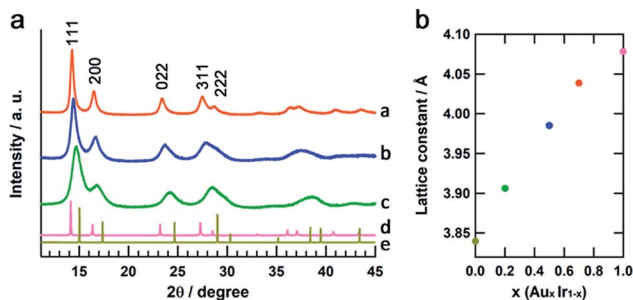 a
111
200
022
311
222
a
b
c
d
e
Intensity / a. u.
15 20 25 30 35 40 45
2θ / degree
b
4.10
4.05
4.00
3.95
3.90
3.85
Lattice constant / Å
0.0 0.2 0.4 0.6 0.8 1.0
x (AuxIr1-x)